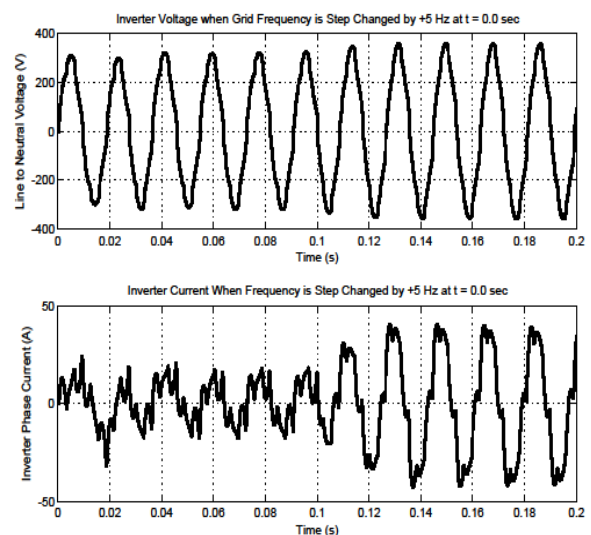 Inverter Voltage when Grid Frequency is Step Changed by +5 Hz at t = 0.0 sec
Line to Neutral Voltage (V)
400
200
0
-200
-400
0 0.02 0.04 0.06 0.08 0.1 0.12 0.14 0.16 0.18 0.2
Time (s)
Inverter Current When Frequency is Step Changed by +5 Hz at t = 0.0 sec
Inverter Phase Current (A)
50
0
-50
0 0.02 0.04 0.06 0.08 0.1 0.12 0.14 0.16 0.18 0.2
Time (s)